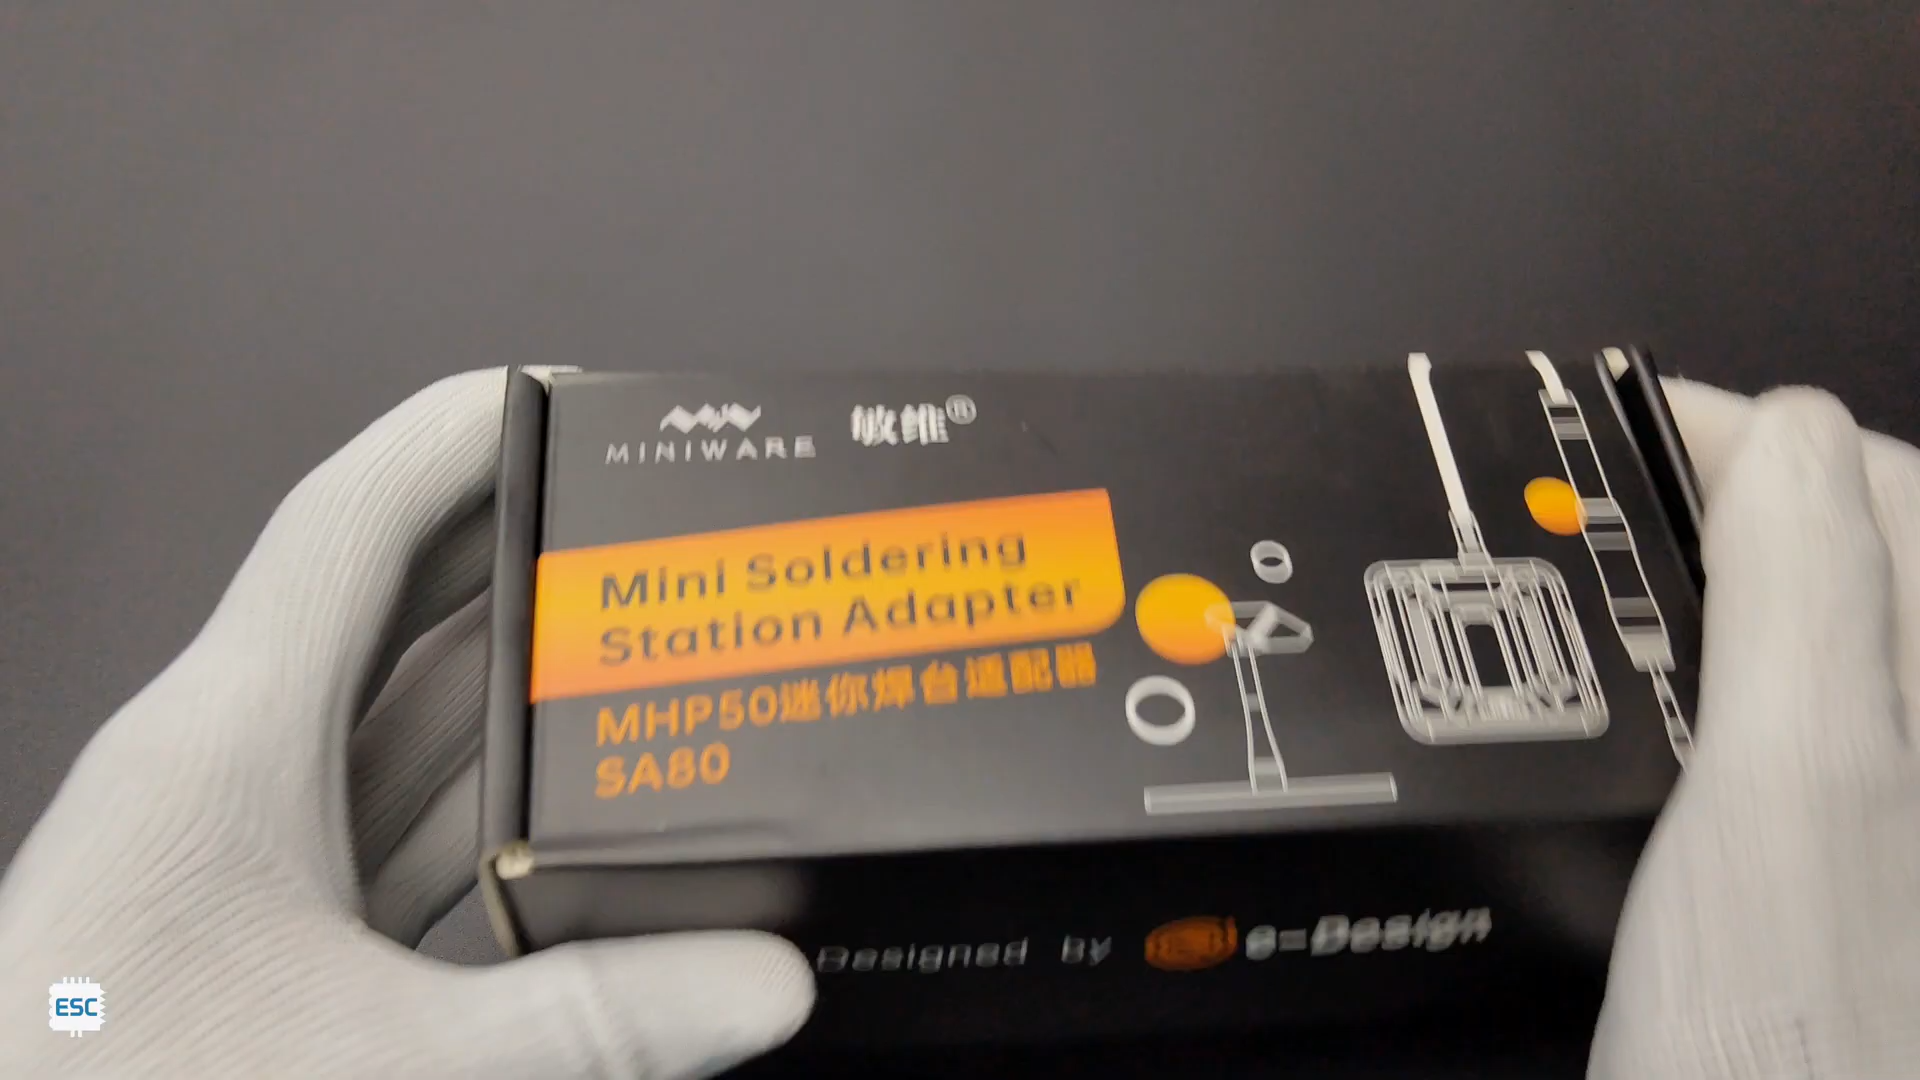 MINIWARE 敏维®
Mini Soldering
Station Adapter
MHP50迷你焊台适配器
SA80
Designed by e-Design
ESC